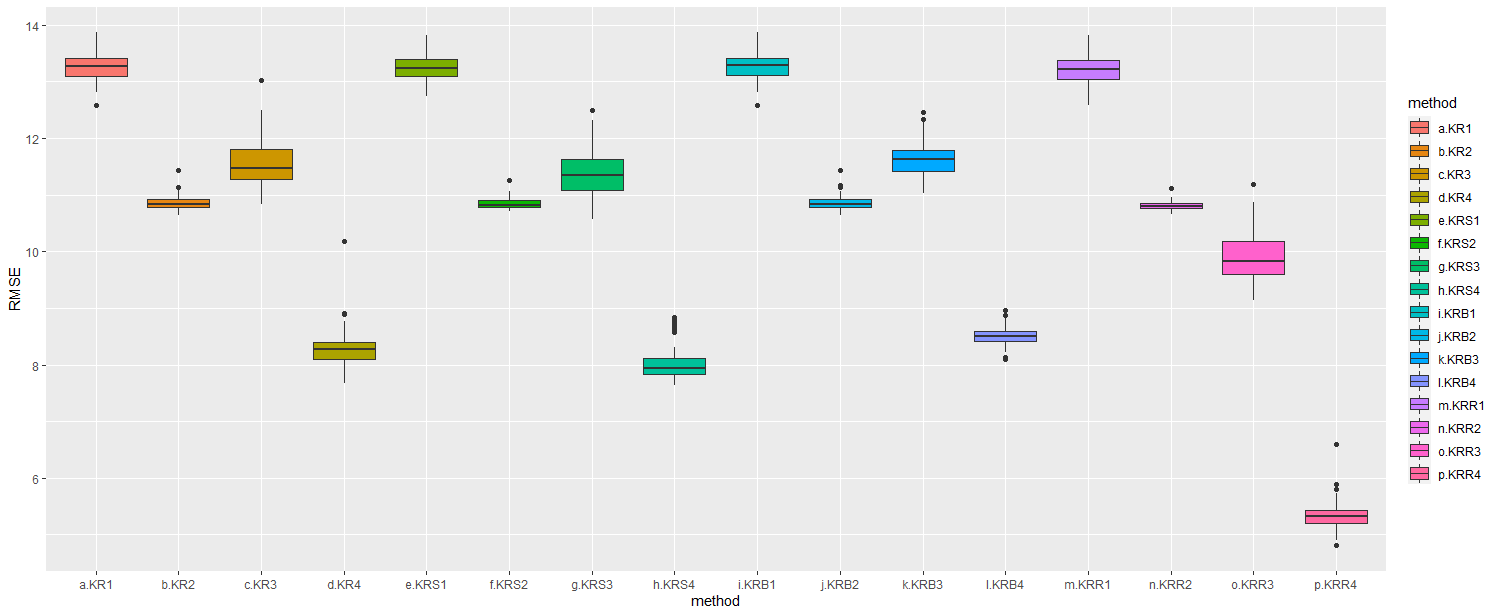 14
12
10
8
6
RMSE
a.KR1 b.KR2 c.KR3 d.KR4 e.KRS1 f.KRS2 g.KRS3 h.KRS4 i.KRB1 j.KRB2 k.KRB3 l.KRB4 m.KRR1 n.KRR2 o.KRR3 p.KRR4
method
method
a.KR1
b.KR2
c.KR3
d.KR4
e.KRS1
f.KRS2
g.KRS3
h.KRS4
i.KRB1
j.KRB2
k.KRB3
l.KRB4
m.KRR1
n.KRR2
o.KRR3
p.KRR4